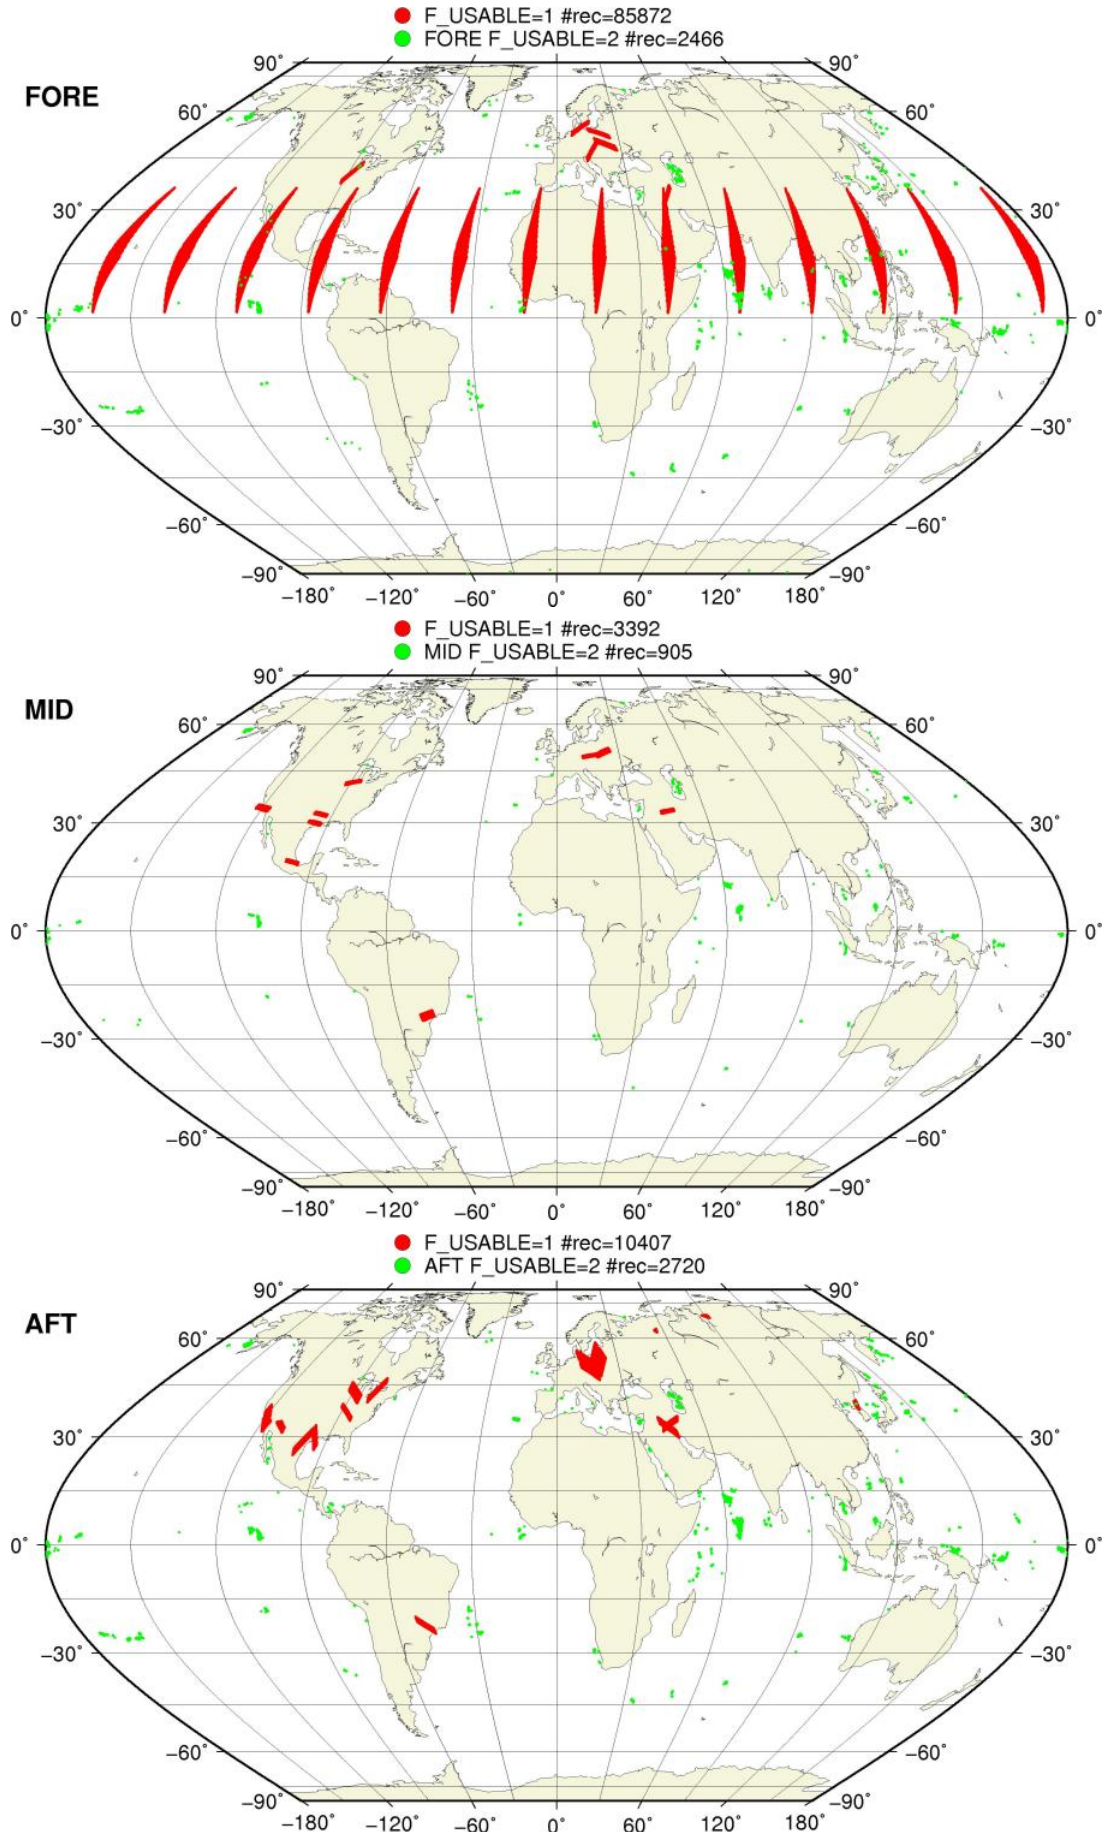 F_USABLE=1 #rec=85872
FORE F_USABLE=2 #rec=2466
90° 90°
FORE
60° 60°
30° 30°
0° 0°
−30° −30°
−60° −60°
−90° −90°
−180° −120° −60° 0° 60° 120° 180°
F_USABLE=1 #rec=3392
MID F_USABLE=2 #rec=905
90° 90°
MID
60° 60°
30° 30°
0° 0°
−30° −30°
−60° −60°
−90° −90°
−180° −120° −60° 0° 60° 120° 180°
F_USABLE=1 #rec=10407
AFT F_USABLE=2 #rec=2720
90° 90°
AFT
60° 60°
30° 30°
0° 0°
−30° −30°
−60° −60°
−90° −90°
−180° −120° −60° 0° 60° 120° 180°